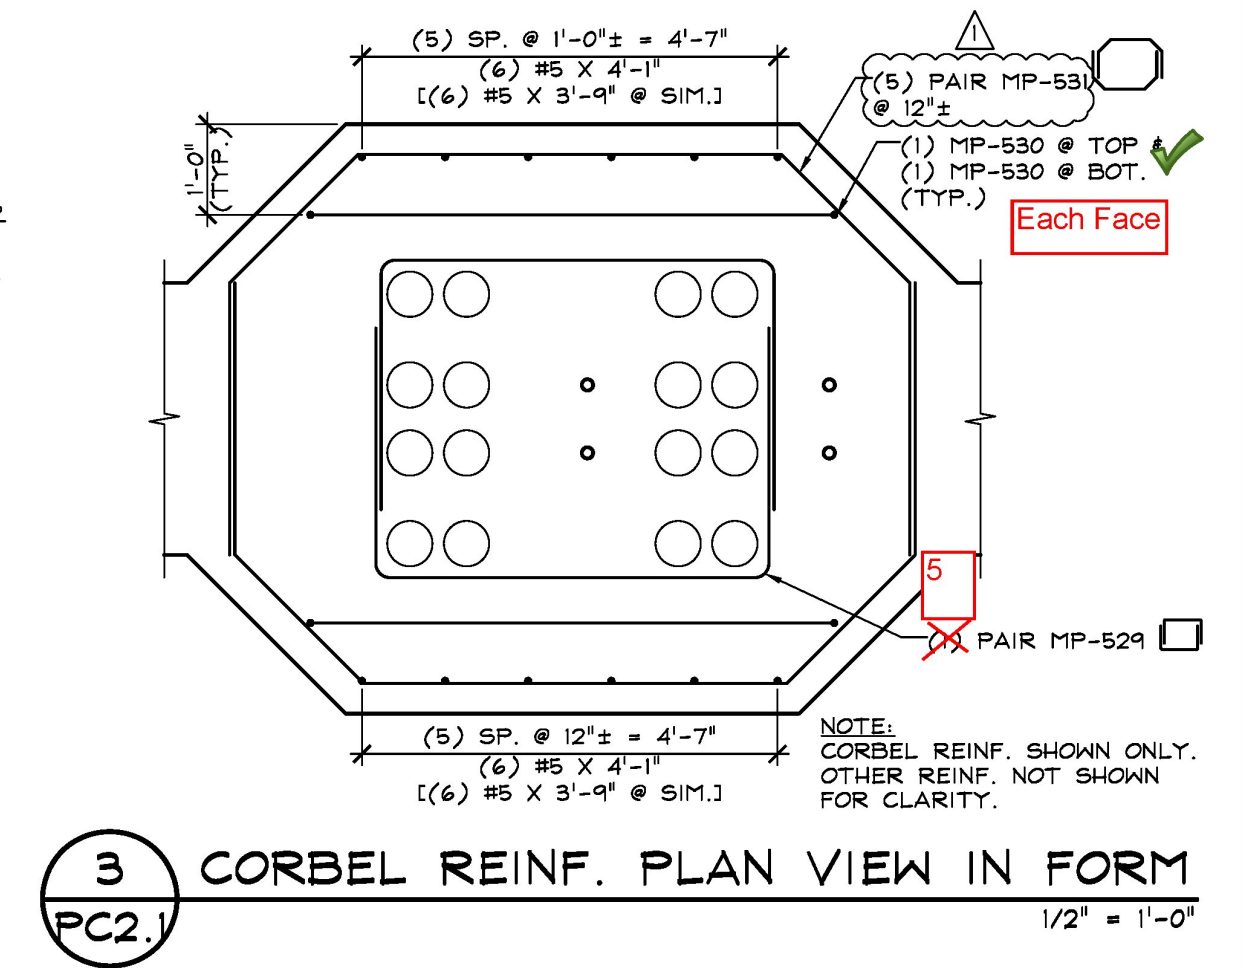 (5) SP. @ 1'-0"± = 4'-7"
(6) #5 X 4'-1"
[(6) #5 X 3'-9" @ SIM.]
1
(5) PAIR MP-531
@ 12"±
(1) MP-530 @ TOP &
(1) MP-530 @ BOT.
(TYP.)
Each Face
1'-0"
(TYP.)
5
(1) PAIR MP-529
(5) SP. @ 12"± = 4'-7"
(6) #5 X 4'-1"
[(6) #5 X 3'-9" @ SIM.]
NOTE:
CORBEL REINF. SHOWN ONLY.
OTHER REINF. NOT SHOWN
FOR CLARITY.
3
PC2.1
CORBEL REINF. PLAN VIEW IN FORM
1/2" = 1'-0"